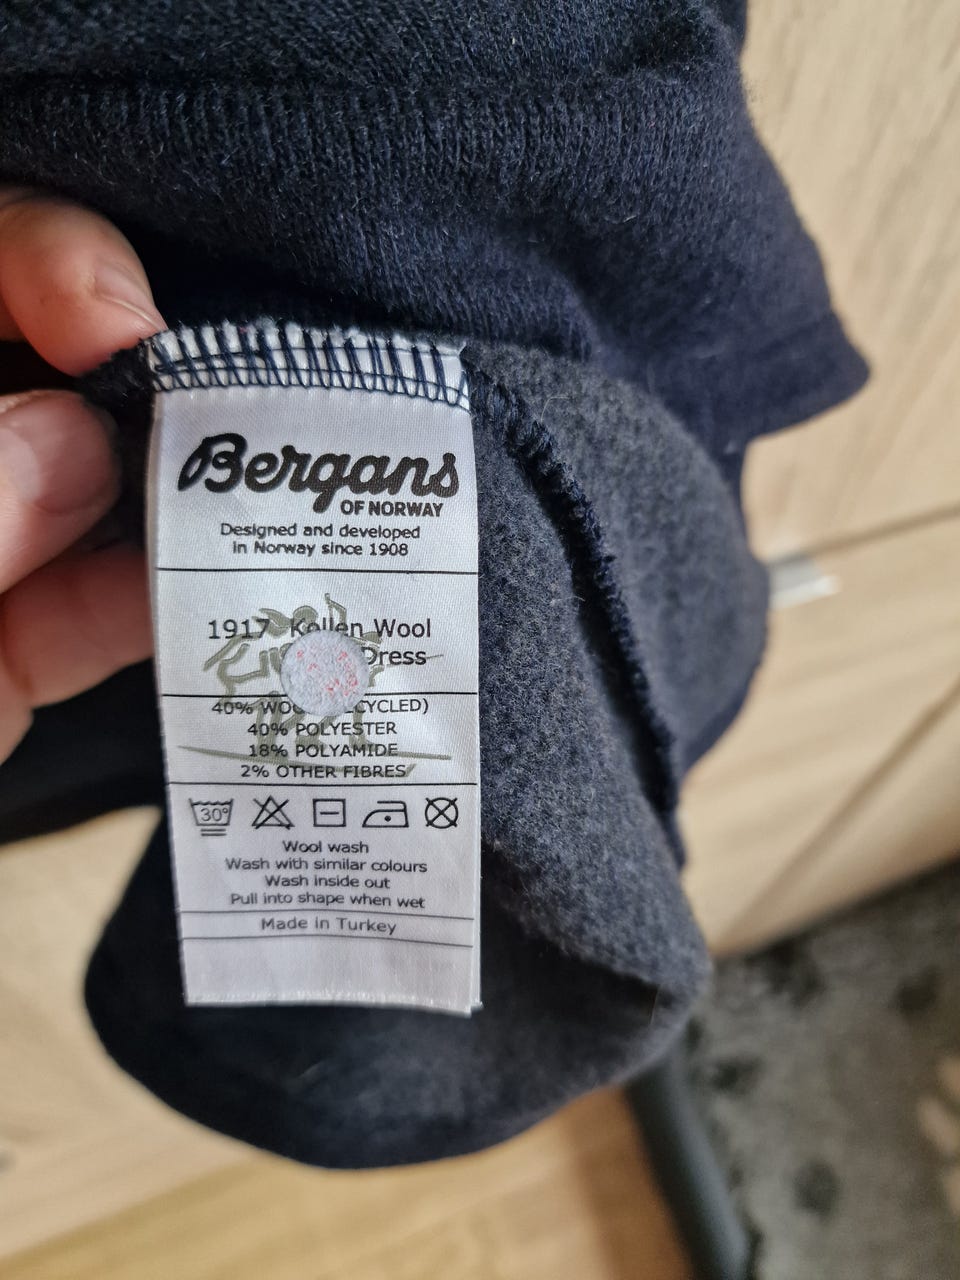 Bergans
OF NORWAY
Designed and developed
in Norway since 1908
1917 Kollen Wool
Dress
40% WOO CYCLED)
40% POLYESTER
18% POLYAMIDE
2% OTHER FIBRES
30°
Wool wash
Wash with similar colours
Wash inside out
Pull into shape when wet
Made in Turkey